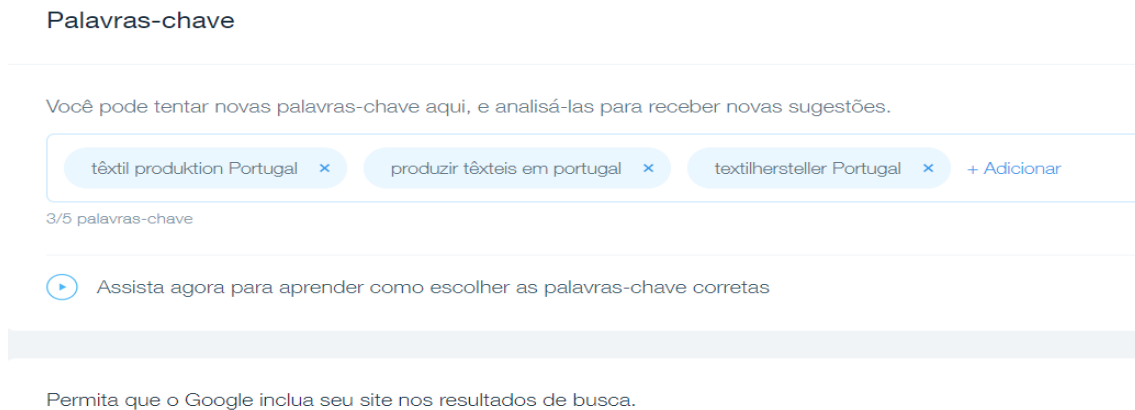 Palavras-chave
Você pode tentar novas palavras-chave aqui, e analisá-las para receber novas sugestões.
têxtil produktion Portugal × produzir têxteis em portugal × textilhersteller Portugal × + Adicionar
3/5 palavras-chave
Assista agora para aprender como escolher as palavras-chave corretas
Permita que o Google inclua seu site nos resultados de busca.